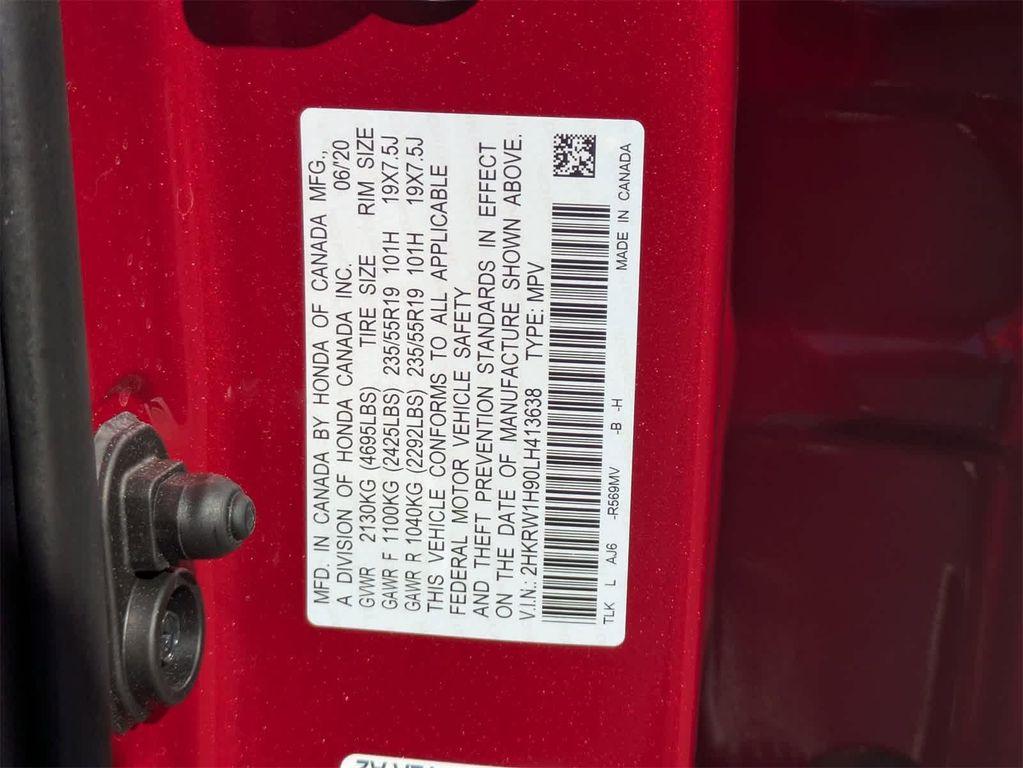 MFD. IN CANADA BY HONDA OF CANADA MFG.,
A DIVISION OF HONDA CANADA INC. 06/'20
GVWR 2130KG (4695LBS) TIRE SIZE RIM SIZE
GAWR F 1100KG (2425LBS) 235/55R19 101H 19X7.5J
GAWR R 1040KG (2292LBS) 235/55R19 101H 19X7.5J
THIS VEHICLE CONFORMS TO ALL APPLICABLE
FEDERAL MOTOR VEHICLE SAFETY
AND THEFT PREVENTION STANDARDS IN EFFECT
ON THE DATE OF MANUFACTURE SHOWN ABOVE.
V.I.N.: 2HKRW1H90LH413638 TYPE: MPV
TLK L AJ6 -R569MV -B -H MADE IN CANADA